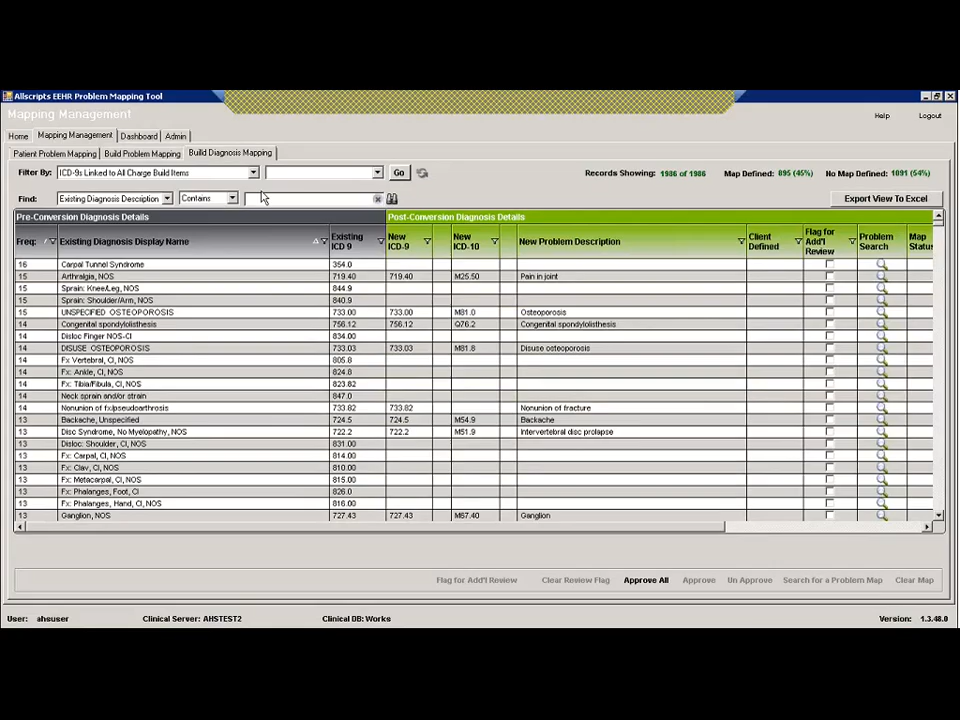 Allscripts EEHR Problem Mapping Tool
Mapping Management
Help Logout
Home Mapping Management Dashboard Admin
Patient Problem Mapping Build Problem Mapping Build Diagnosis Mapping
Filter By: ICD-9s Linked to All Charge Build Items Go Records Showing: 1986 of 1986 Map Defined: 895 (45%) No Map Defined: 1091 (54%)
Find: Existing Diagnosis Description Contains Export View To Excel
Pre-Conversion Diagnosis Details Post-Conversion Diagnosis Details
Freq: Existing Diagnosis Display Name Existing ICD 9 New ICD-9 New ICD-10 New Problem Description Client Defined Flag for Add'l Review Problem Search Map Status
16 Carpal Tunnel Syndrome 354.0
15 Arthralgia, NOS 719.40 719.40 M25.50 Pain in joint
15 Sprain: Knee/Leg, NOS 844.9
15 Sprain: Shoulder/Arm, NOS 840.9
15 UNSPECIFIED OSTEOPOROSIS 733.00 733.00 M81.0 Osteoporosis
14 Congenital spondylolisthesis 756.12 756.12 Q76.2 Congenital spondylolisthesis
14 Disloc Finger NOS-Cl 834.00
14 DISUSE OSTEOPOROSIS 733.03 733.03 M81.8 Disuse osteoporosis
14 Fx Vertebral, Cl, NOS 805.8
14 Fx: Ankle, Cl, NOS 824.8
14 Fx: Tibia/Fibula, Cl, NOS 823.82
14 Neck sprain and/or strain 847.0
14 Nonunion of fx/pseudoarthrosis 733.82 733.82 Nonunion of fracture
13 Backache, Unspecified 724.5 724.5 M54.9 Backache
13 Disc Syndrome, No Myelopathy, NOS 722.2 722.2 M51.9 Intervertebral disc prolapse
13 Disloc: Shoulder, Cl, NOS 831.00
13 Fx: Carpal, Cl, NOS 814.00
13 Fx: Clav, Cl, NOS 810.00
13 Fx: Metacarpal, Cl, NOS 815.00
13 Fx: Phalanges, Foot, Cl 826.0
13 Fx: Phalanges, Hand, Cl, NOS 816.00
13 Ganglion, NOS 727.43 727.43 M67.40 Ganglion
Flag for Add'l Review Clear Review Flag Approve All Approve Un Approve Search for a Problem Map Clear Map
User: ahsuser Clinical Server: AHSTEST2 Clinical DB: Works Version: 1.3.48.0